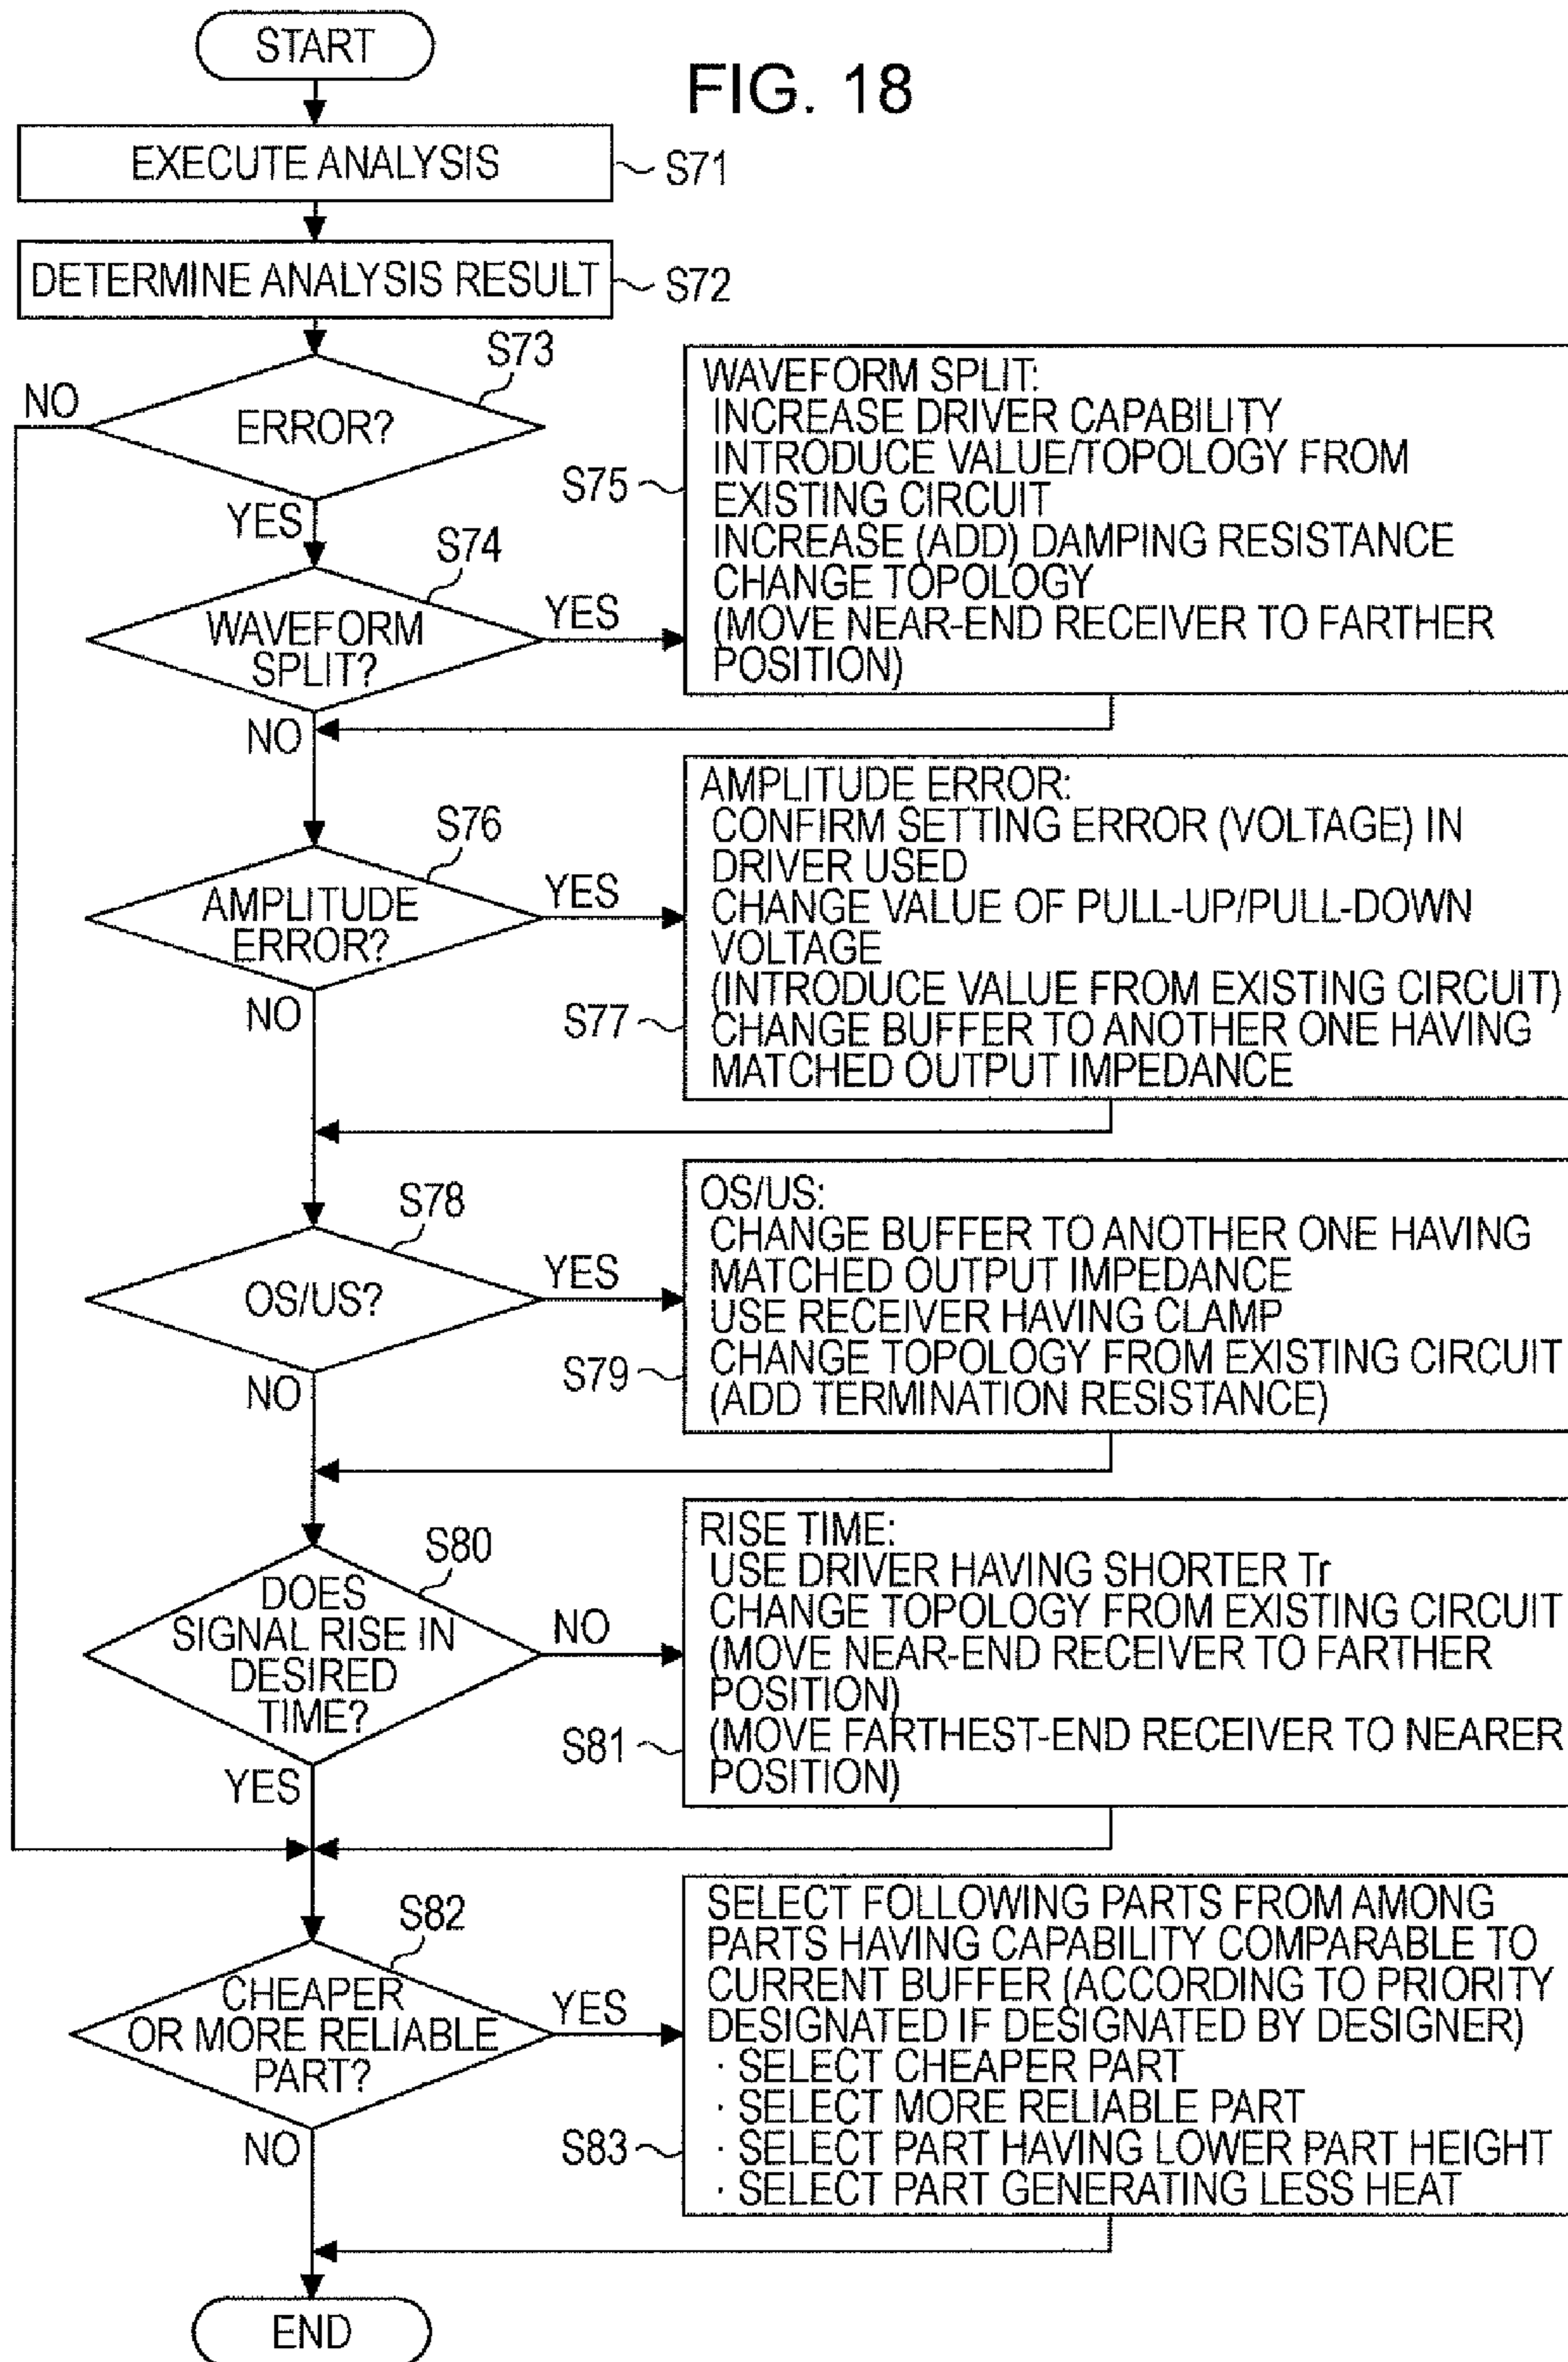 START
FIG. 18
EXECUTE ANALYSIS
S71
DETERMINE ANALYSIS RESULT
S72
S73
NO
ERROR?
YES
S74
WAVEFORM
SPLIT?
YES
NO
S75
WAVEFORM SPLIT:
INCREASE DRIVER CAPABILITY
INTRODUCE VALUE/TOPOLOGY FROM
EXISTING CIRCUIT
INCREASE (ADD) DAMPING RESISTANCE
CHANGE TOPOLOGY
(MOVE NEAR-END RECEIVER TO FARTHER
POSITION)
S76
AMPLITUDE
ERROR?
YES
NO
S77
AMPLITUDE ERROR:
CONFIRM SETTING ERROR (VOLTAGE) IN
DRIVER USED
CHANGE VALUE OF PULL-UP/PULL-DOWN
VOLTAGE
(INTRODUCE VALUE FROM EXISTING CIRCUIT)
CHANGE BUFFER TO ANOTHER ONE HAVING
MATCHED OUTPUT IMPEDANCE
S78
OS/US?
YES
NO
S79
OS/US:
CHANGE BUFFER TO ANOTHER ONE HAVING
MATCHED OUTPUT IMPEDANCE
USE RECEIVER HAVING CLAMP
CHANGE TOPOLOGY FROM EXISTING CIRCUIT
(ADD TERMINATION RESISTANCE)
S80
DOES
SIGNAL RISE IN
DESIRED
TIME?
NO
YES
S81
RISE TIME:
USE DRIVER HAVING SHORTER Tr
CHANGE TOPOLOGY FROM EXISTING CIRCUIT
(MOVE NEAR-END RECEIVER TO FARTHER
POSITION)
(MOVE FARTHEST-END RECEIVER TO NEARER
POSITION)
S82
CHEAPER
OR MORE RELIABLE
PART?
YES
NO
S83
SELECT FOLLOWING PARTS FROM AMONG
PARTS HAVING CAPABILITY COMPARABLE TO
CURRENT BUFFER (ACCORDING TO PRIORITY
DESIGNATED IF DESIGNATED BY DESIGNER)
· SELECT CHEAPER PART
· SELECT MORE RELIABLE PART
· SELECT PART HAVING LOWER PART HEIGHT
· SELECT PART GENERATING LESS HEAT
END